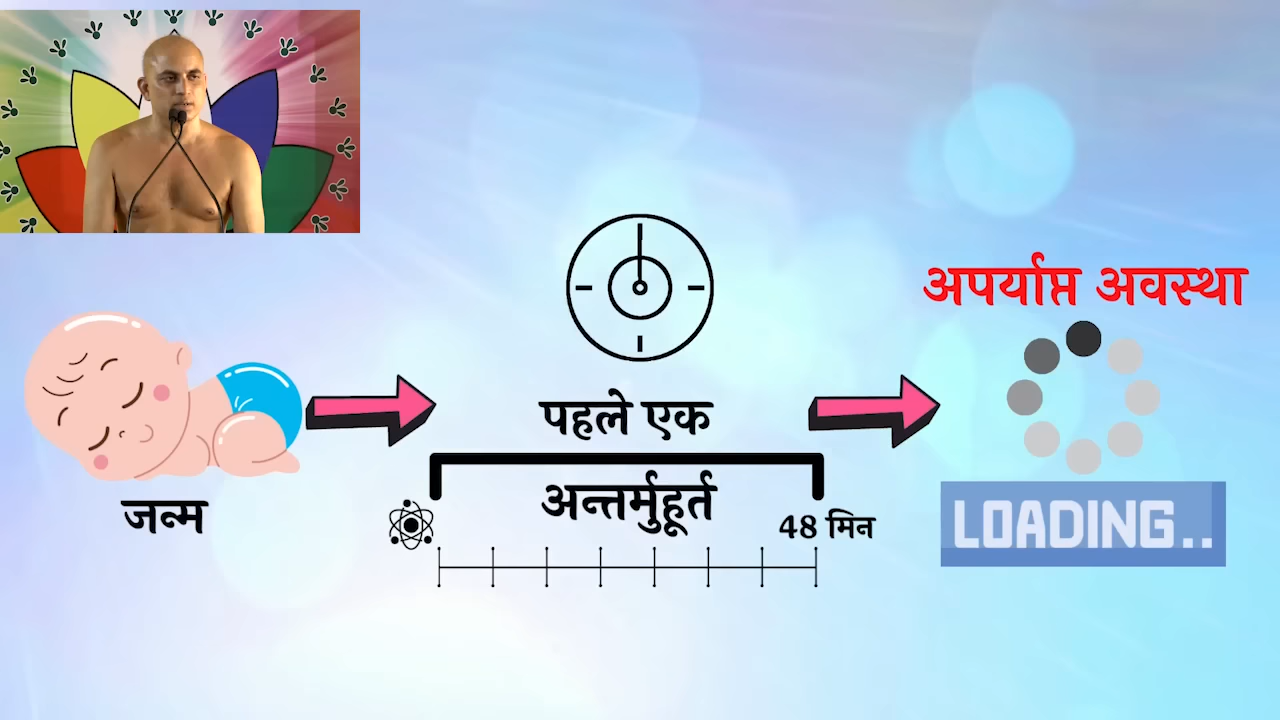 अपर्याप्त अवस्था
पहले एक
अन्तर्मुहूर्त
48 मिन
जन्म
LOADING..